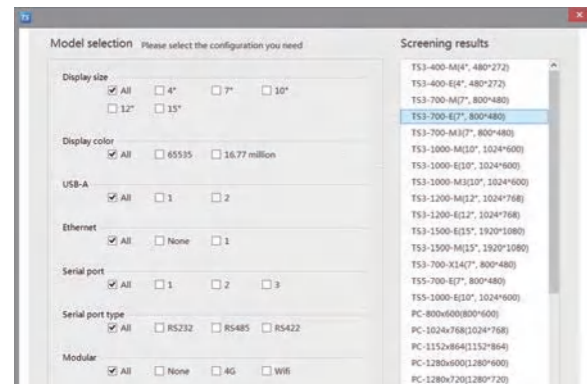 TS
Model selection Please select the configuration you need
Display size
All 4" 7" 10"
12" 15"
Display color
All 65535 16.77 million
USB-A
All 1 2
Ethernet
All None 1
Serial port
All 1 2 3
Serial port type
All RS232 RS485 RS422
Modular
All None 4G Wifi
Screening results
TS3-400-M(4", 480*272)
TS3-400-E(4", 480*272)
TS3-700-M(7", 800*480)
TS3-700-E(7", 800*480)
TS3-700-M3(7", 800*480)
TS3-1000-M(10", 1024*600)
TS3-1000-E(10", 1024*600)
TS3-1000-M3(10", 1024*600)
TS3-1200-M(12", 1024*768)
TS3-1200-E(12", 1024*768)
TS3-1500-E(15", 1920*1080)
TS3-1500-M(15", 1920*1080)
TS3-700-X14(7", 800*480)
TS5-700-E(7", 800*480)
TS5-1000-E(10", 1024*600)
PC-800x600(800*600)
PC-1024x768(1024*768)
PC-1152x864(1152*864)
PC-1280x600(1280*600)
PC-1280x720(1280*720)